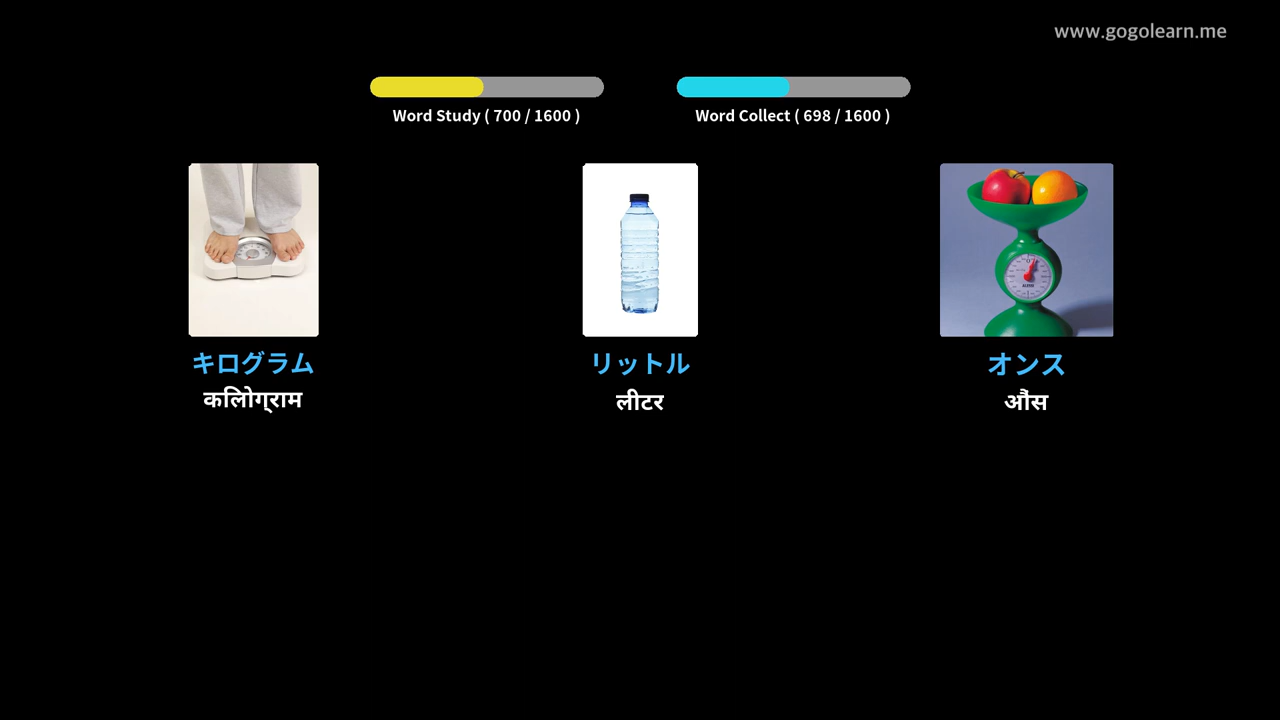 www.gogolearn.me
Word Study ( 700 / 1600 )
Word Collect ( 698 / 1600 )
キログラム
कलिोग्राम
リットル
लीटर
オンス
औंस